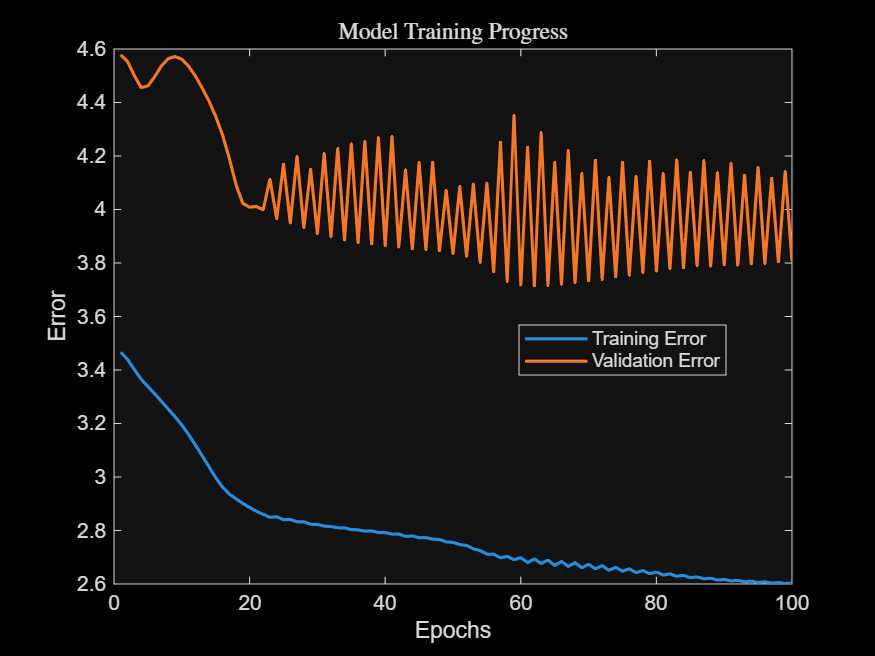 Model Training Progress
4.6
4.4
4.2
4
3.8
3.6
3.4
3.2
3
2.8
2.6
Error
Training Error
Validation Error
0 20 40 60 80 100
Epochs